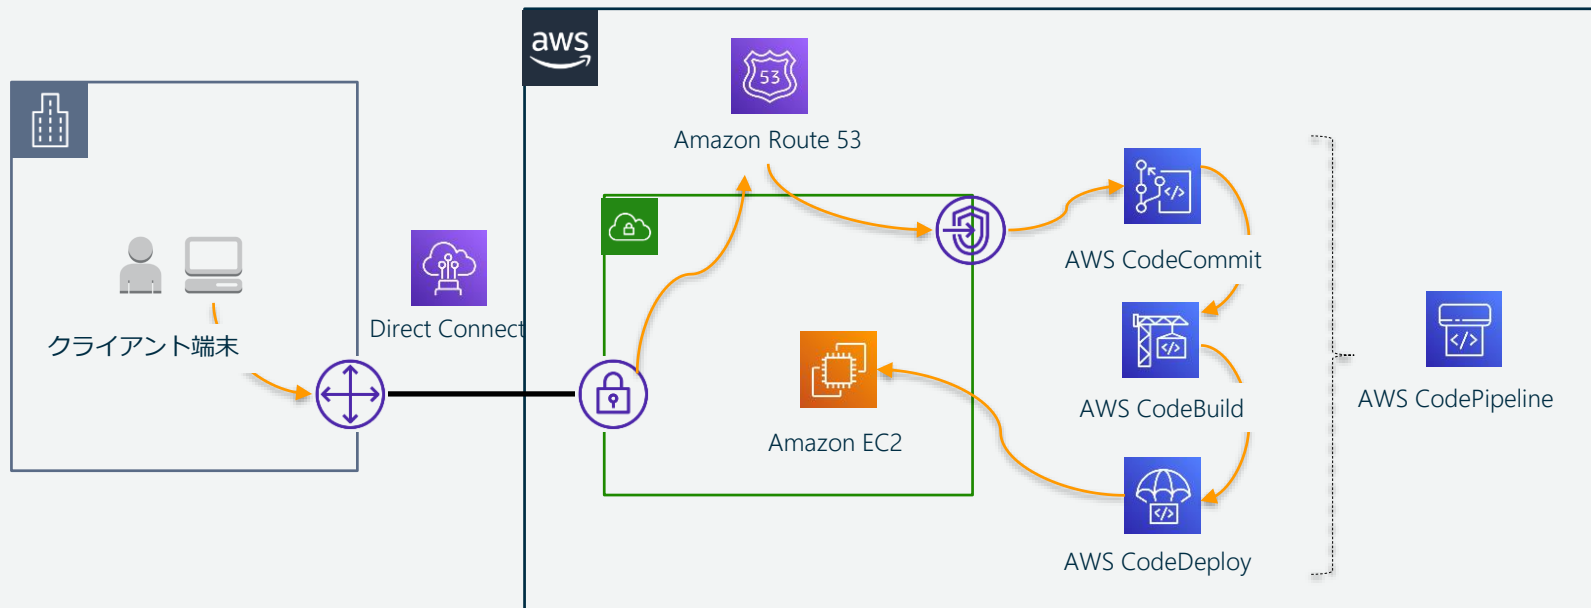 aws
53
Amazon Route 53
クライアント端末
Direct Connect
</>
AWS CodeCommit
</>
AWS CodeBuild
Amazon EC2
</>
AWS CodeDeploy
</>
AWS CodePipeline